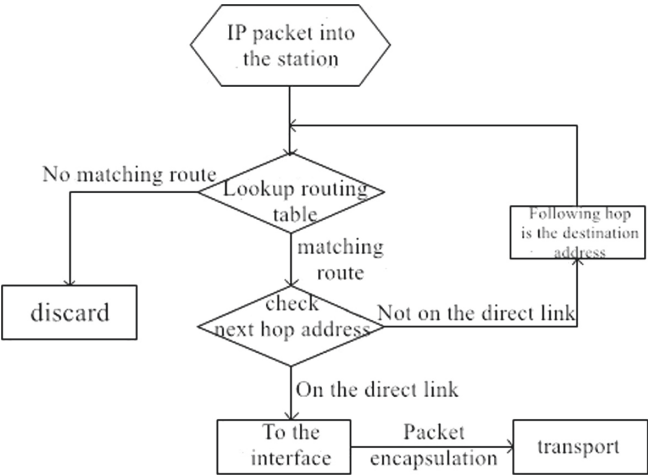 IP packet into
the station
No matching route
Lookup routing
table
Following hop
is the destination
address
matching
route
discard
check
next hop address
Not on the direct link
On the direct link
To the
interface
Packet
encapsulation
transport